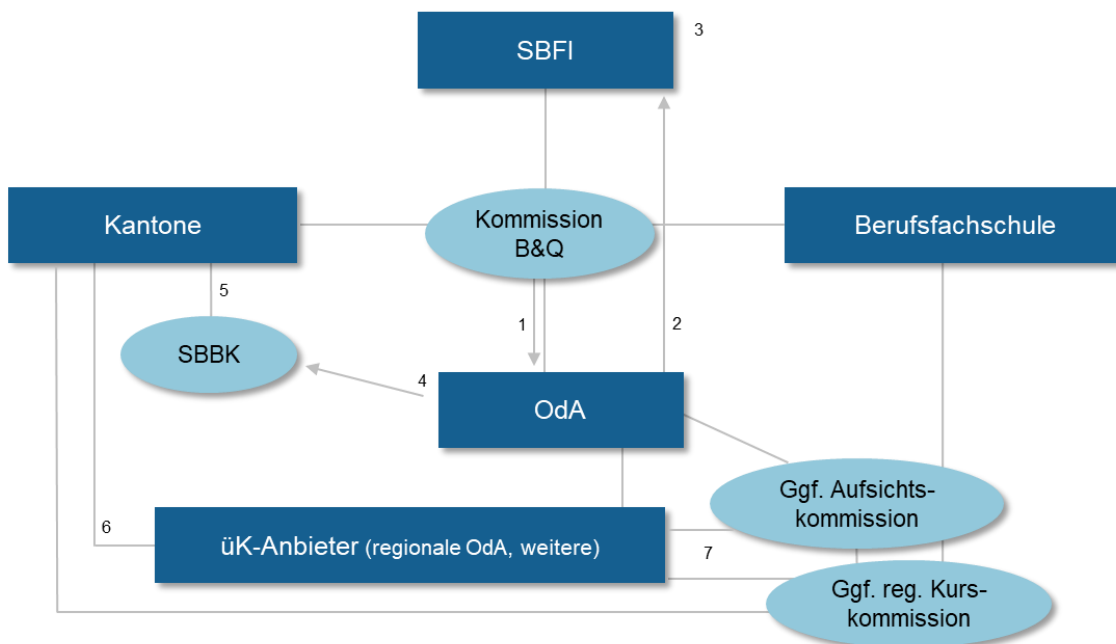 SBFI
3
Kantone
Kommission
B&Q
Berufsfachschule
5
1
2
SBBK
4
OdA
Ggf. Aufsichts-
kommission
6
üK-Anbieter (regionale OdA, weitere)
7
Ggf. reg. Kurs-
kommission